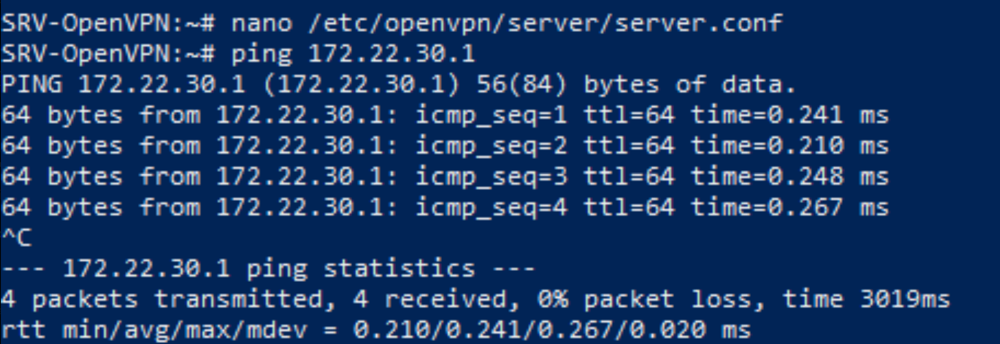 SRV-OpenVPN:~# nano /etc/openvpn/server/server.conf
SRV-OpenVPN:~# ping 172.22.30.1
PING 172.22.30.1 (172.22.30.1) 56(84) bytes of data.
64 bytes from 172.22.30.1: icmp_seq=1 ttl=64 time=0.241 ms
64 bytes from 172.22.30.1: icmp_seq=2 ttl=64 time=0.210 ms
64 bytes from 172.22.30.1: icmp_seq=3 ttl=64 time=0.248 ms
64 bytes from 172.22.30.1: icmp_seq=4 ttl=64 time=0.267 ms
^C
--- 172.22.30.1 ping statistics ---
4 packets transmitted, 4 received, 0% packet loss, time 3019ms
rtt min/avg/max/mdev = 0.210/0.241/0.267/0.020 ms